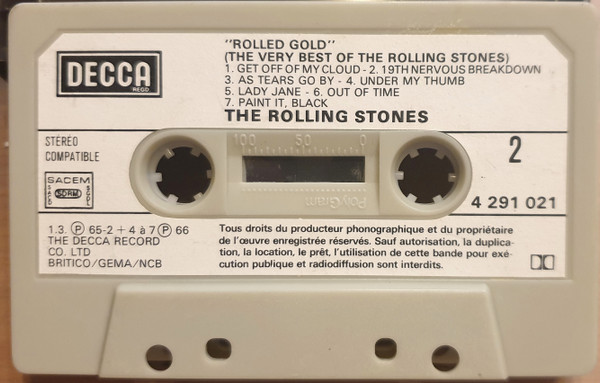 DECCA
REGD
"ROLLED GOLD"
(THE VERY BEST OF THE ROLLING STONES)
1. GET OFF OF MY CLOUD - 2. 19TH NERVOUS BREAKDOWN
3. AS TEARS GO BY - 4. UNDER MY THUMB
5. LADY JANE - 6. OUT OF TIME
7. PAINT IT, BLACK
THE ROLLING STONES
STÉRÉO
COMPATIBLE
100 50 0
2
SACEM
SACD SDRM SGDL
PolyGram
4 291 021
1.3. Ⓟ 65-2 + 4 à 7 Ⓟ 66
THE DECCA RECORD
CO. LTD
BRITICO/GEMA/NCB
Tous droits du producteur phonographique et du propriétaire
de l'œuvre enregistrée réservés. Sauf autorisation, la duplica-
tion, la location, le prêt, l'utilisation de cette bande pour exé-
cution publique et radiodiffusion sont interdits.